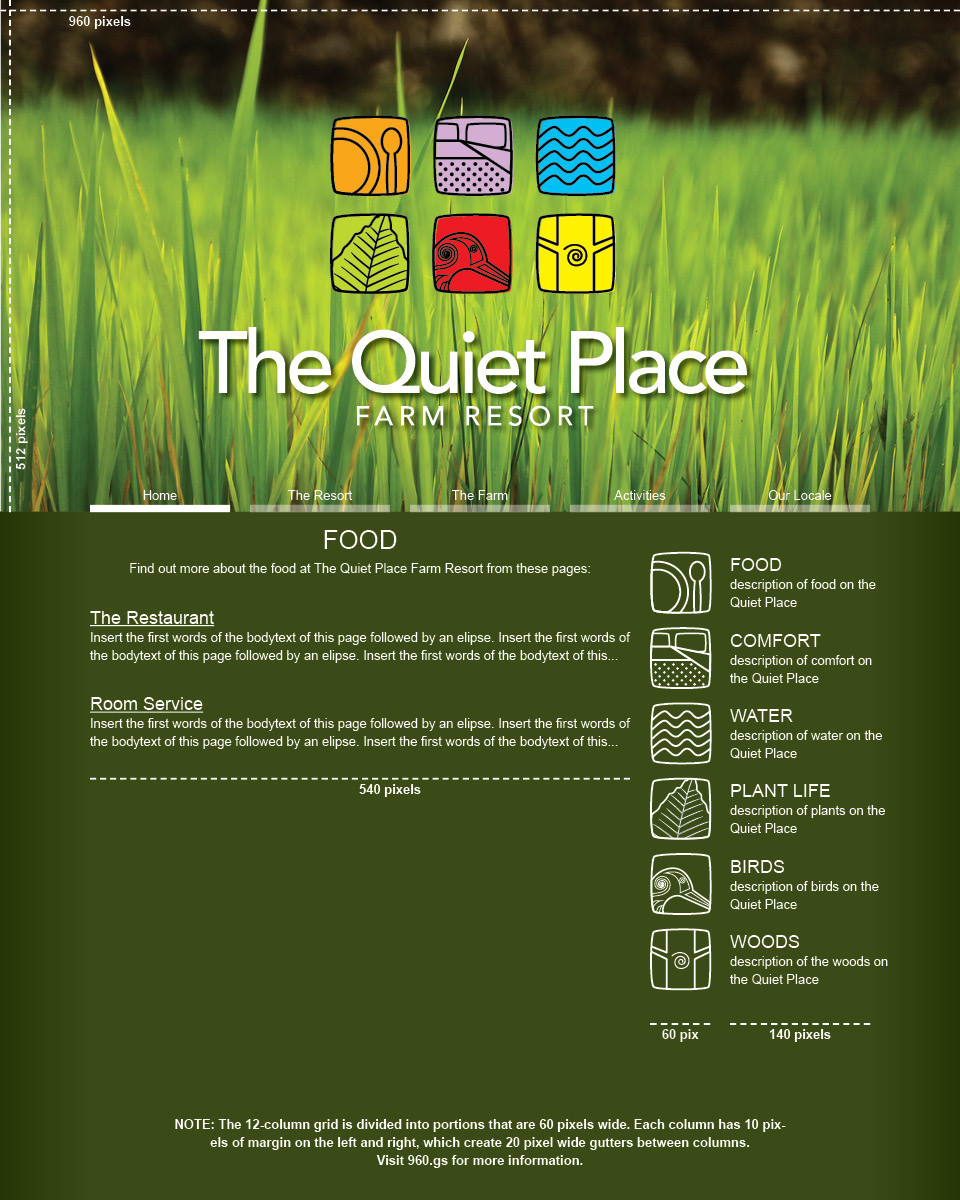 960 pixels
512 pixels
The Quiet Place
FARM RESORT
Home
The Resort
The Farm
Activities
Our Locale
FOOD
Find out more about the food at The Quiet Place Farm Resort from these pages:
The Restaurant
Insert the first words of the bodytext of this page followed by an elipse. Insert the first words of
the bodytext of this page followed by an elipse. Insert the first words of the bodytext of this...
Room Service
Insert the first words of the bodytext of this page followed by an elipse. Insert the first words of
the bodytext of this page followed by an elipse. Insert the first words of the bodytext of this...
540 pixels
FOOD
description of food on the
Quiet Place
COMFORT
description of comfort on
the Quiet Place
WATER
description of water on the
Quiet Place
PLANT LIFE
description of plants on the
Quiet Place
BIRDS
description of birds on the
Quiet Place
WOODS
description of the woods on
the Quiet Place
60 pix
140 pixels
NOTE: The 12-column grid is divided into portions that are 60 pixels wide. Each column has 10 pix-
els of margin on the left and right, which create 20 pixel wide gutters between columns.
Visit 960.gs for more information.